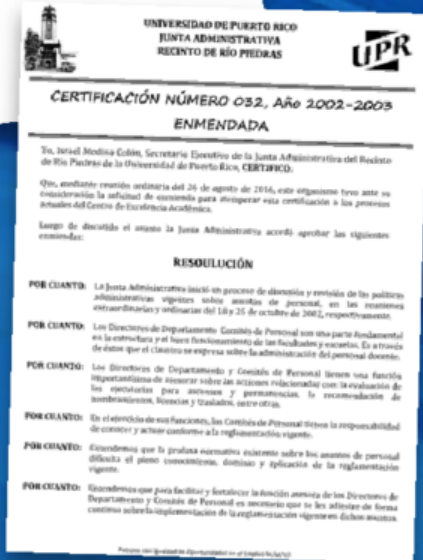 UNIVERSIDAD DE PUERTO RICO
JUNTA ADMINISTRATIVA
RECINTO DE RÍO PIEDRAS
UPR
CERTIFICACIÓN NÚMERO 032, Año 2002-2003
ENMENDADA
Yo, Israel Medina Colón, Secretario Ejecutivo de la Junta Administrativa del Recinto
de Río Piedras de la Universidad de Puerto Rico, CERTIFICO:
Que, mediante reunión ordinaria del 26 de agosto de 2016, este organismo tuvo ante su
consideración la solicitud de enmienda para atemperar esta certificación a los procesos
actuales del Centro de Excelencia Académica.
Luego de discutido el asunto la Junta Administrativa acordó aprobar las siguientes
enmiendas:
RESOULUCIÓN
POR CUANTO: La Junta Administrativa inició un proceso de discusión y revisión de las políticas
administrativas vigentes sobre asuntos de personal, en las reuniones
extraordinarias y ordinarias del 18 y 25 de octubre de 2002, respectivamente.
POR CUANTO: Los Directores de Departamento Comités de Personal son una parte fundamental
en la estructura y el buen funcionamiento de las facultades y escuelas. Es a través
de éstos que el claustro se expresa sobre la administración del personal docente.
POR CUANTO: Los Directores de Departamento y Comités de Personal tienen una función
importantísima de asesorar sobre las acciones relacionadas con: la evaluación de
las ejecutorias para ascensos y permanencias, la recomendación de
nombramientos, licencias y traslados, entre otras.
POR CUANTO: En el ejercicio de sus funciones, los Comités de Personal tienen la responsabilidad
de conocer y actuar conforme a la reglamentación vigente.
POR CUANTO: Entendemos que la profusa normativa existente sobre los asuntos de personal
dificulta el pleno conocimiento, dominio y aplicación de la reglamentación
vigente.
POR CUANTO: Entendemos que para facilitar y fortalecer la función asesora de los Directores de
Departamento y Comités de Personal es necesario que se les adiestre de forma
continua sobre la implementación de la reglamentación vigente en dichos asuntos.